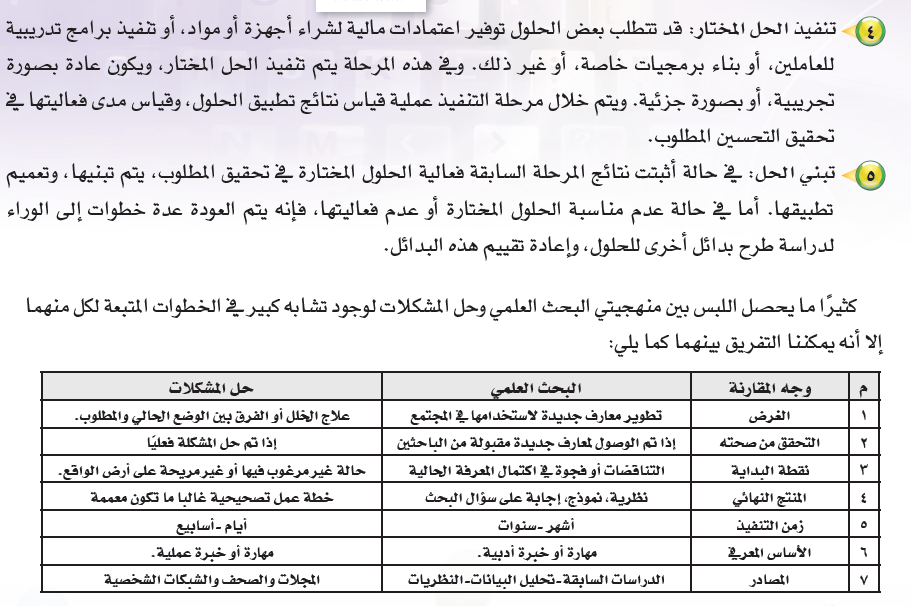 ٤ تنفيذ الحل المختار: قد تتطلب بعض الحلول توفير اعتمادات مالية لشراء أجهزة أو مواد، أو تنفيذ برامج تدريبية
للعاملين، أو بناء برمجيات خاصة، أو غير ذلك. وفي هذه المرحلة يتم تنفيذ الحل المختار، ويكون عادة بصورة
تجريبية، أو بصورة جزئية. ويتم خلال مرحلة التنفيذ عملية قياس نتائج تطبيق الحلول، وقياس مدى فعاليتها في
تحقيق التحسين المطلوب.
٥ تبني الحل: في حالة أثبتت نتائج المرحلة السابقة فعالية الحلول المختارة في تحقيق المطلوب، يتم تبنيها، وتعميم
تطبيقها. أما في حالة عدم مناسبة الحلول المختارة أو عدم فعاليتها، فإنه يتم العودة عدة خطوات إلى الوراء
لدراسة طرح بدائل أخرى للحلول، وإعادة تقييم هذه البدائل.
كثيرًا ما يحصل اللبس بين منهجيتي البحث العلمي وحل المشكلات لوجود تشابه كبير في الخطوات المتبعة لكل منهما
إلا أنه يمكننا التفريق بينهما كما يلي:
م وجه المقارنة البحث العلمي حل المشكلات
١ الغرض تطوير معارف جديدة لاستخدامها في المجتمع علاج الخلل أو الفرق بين الوضع الحالي والمطلوب.
٢ التحقق من صحته إذا تم الوصول لمعارف جديدة مقبولة من الباحثين إذا تم حل المشكلة فعليًا
٣ نقطة البداية التناقضات أو فجوة في اكتمال المعرفة الحالية حالة غير مرغوب فيها أو غير مريحة على أرض الواقع.
٤ المنتج النهائي نظرية، نموذج، إجابة على سؤال البحث خطة عمل تصحيحية غالبا ما تكون معممة
٥ زمن التنفيذ أشهر - سنوات أيام - أسابيع
٦ الأساس المعرفي مهارة أو خبرة أدبية. مهارة أو خبرة عملية.
٧ المصادر الدراسات السابقة-تحليل البيانات-النظريات المجلات والصحف والشبكات الشخصية